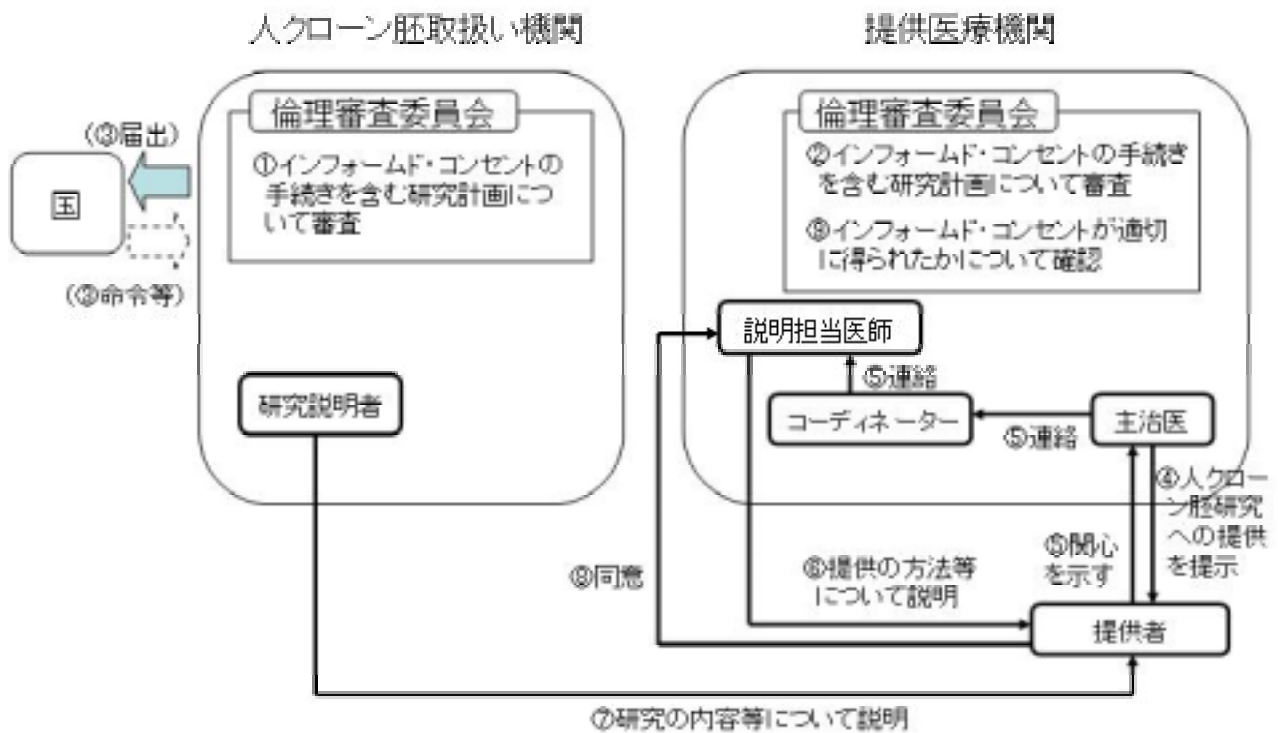 人クローン胚取扱い機関
提供医療機関
倫理審査委員会
①インフォームド・コンセントの
手続きを含む研究計画につ
いて審査
(③届出)
国
(③命令等)
研究説明者
倫理審査委員会
②インフォームド・コンセントの手続き
を含む研究計画について審査
⑨インフォームド・コンセントが適切
に得られたかについて確認
説明担当医師
⑤連絡
コーディネーター
⑤連絡
主治医
④人クロー
ン胚研究
への提供
を提示
⑤関心
を示す
⑥提供の方法等
について説明
⑧同意
提供者
⑦研究の内容等について説明